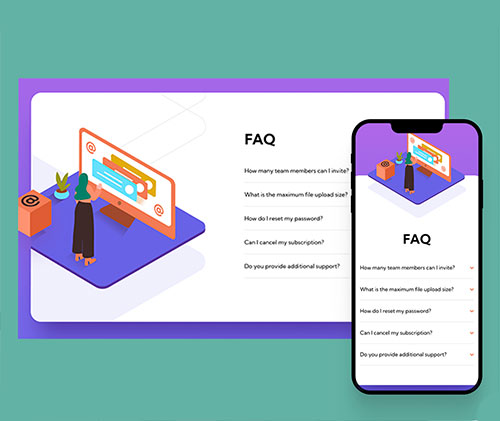 FAQ
How many team members can I invite?
What is the maximum file upload size?
How do I reset my password?
Can I cancel my subscription?
Do you provide additional support?
@
@
@
FAQ
How many team members can I invite?
What is the maximum file upload size?
How do I reset my password?
Can I cancel my subscription?
Do you provide additional support?